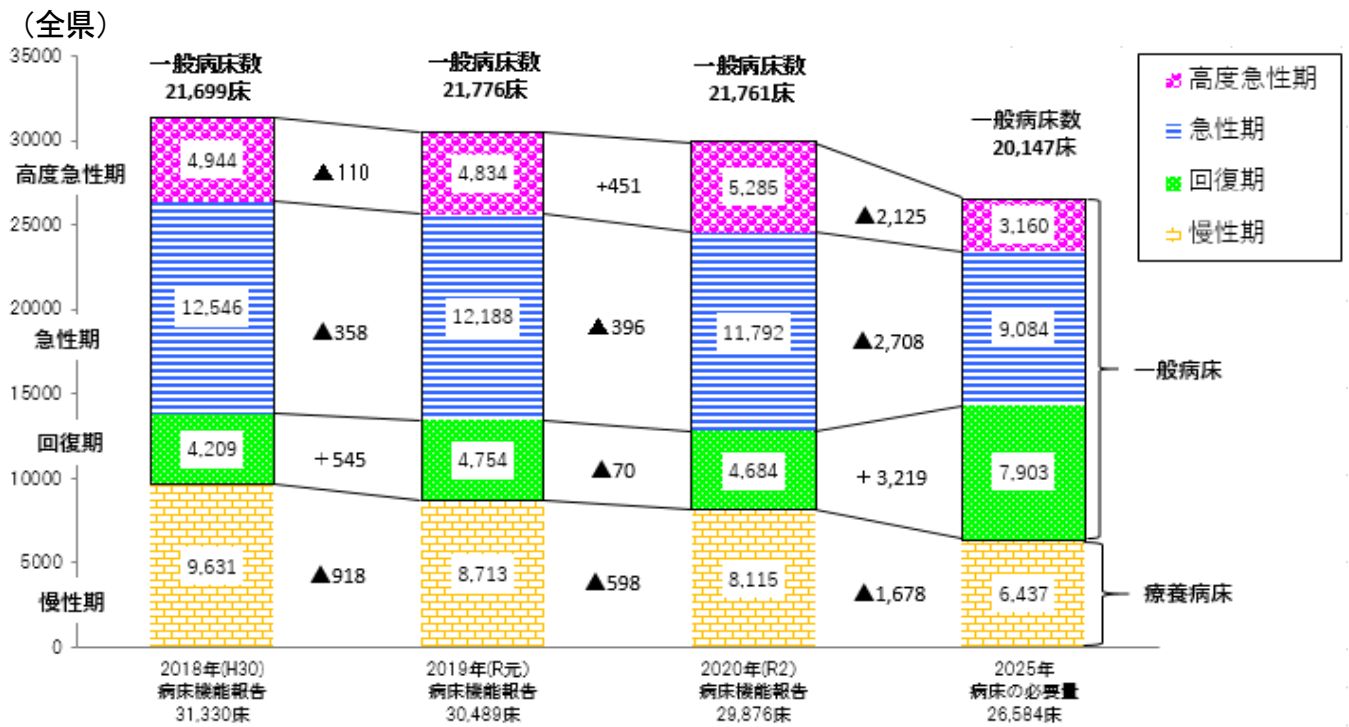 (全県)
35000
30000
25000
20000
15000
10000
5000
0
高度急性期
急性期
回復期
慢性期
一般病床数
21,699床
一般病床数
21,776床
一般病床数
21,761床
一般病床数
20,147床
4,944
▲110
4,834
+451
5,285
▲2,125
3,160
12,546
▲358
12,188
▲396
11,792
▲2,708
9,084
4,209
+545
4,754
▲70
4,684
+3,219
7,903
9,631
▲918
8,713
▲598
8,115
▲1,678
6,437
2018年(H30)
病床機能報告
31,330床
2019年(R元)
病床機能報告
30,489床
2020年(R2)
病床機能報告
29,876床
2025年
病床の必要量
26,584床
高度急性期
急性期
回復期
慢性期
一般病床
療養病床